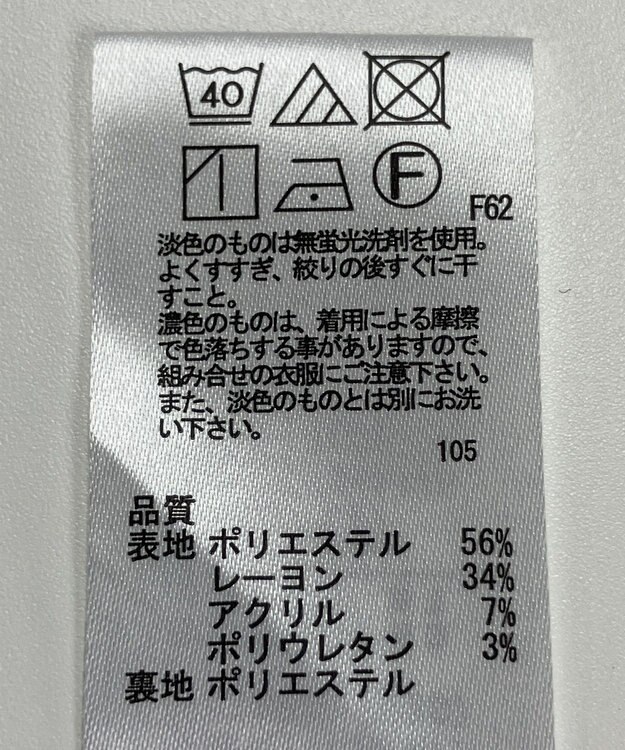 40
F
F62
淡色のものは無蛍光洗剤を使用。
よくすすぎ、絞りの後すぐに干
すこと。
濃色のものは、着用による摩擦
で色落ちする事がありますので、
組み合せの衣服にご注意下さい。
また、淡色のものとは別にお洗
い下さい。
105
品質
表地 ポリエステル 56%
レーヨン 34%
アクリル 7%
ポリウレタン 3%
裏地 ポリエステル